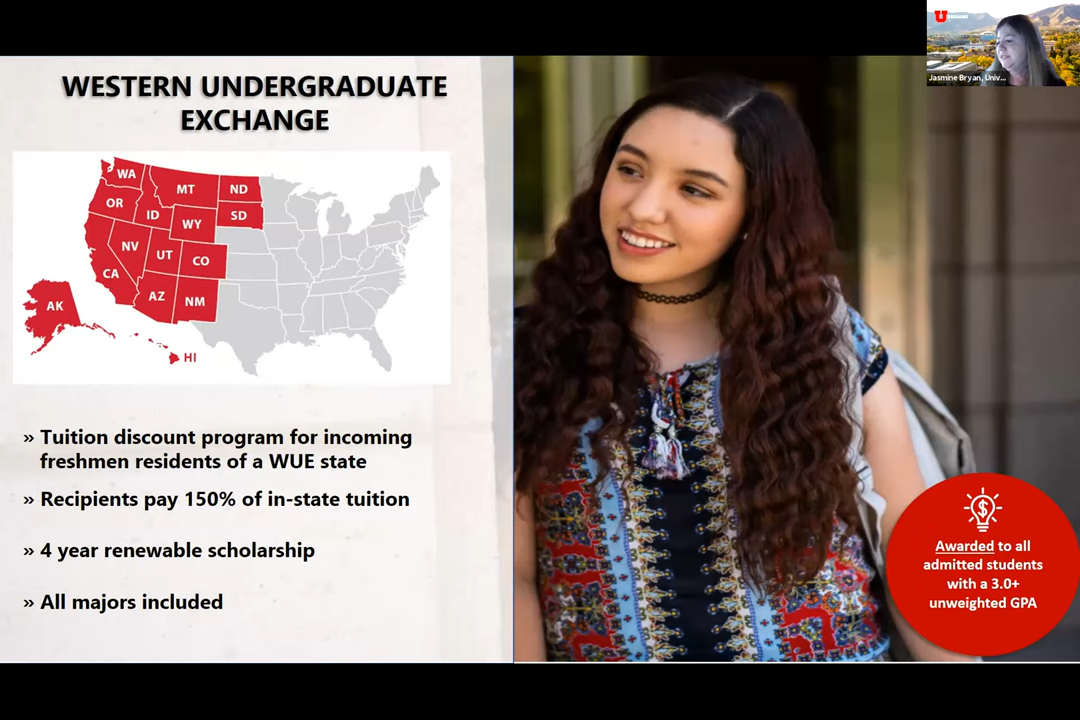 WESTERN UNDERGRADUATE
EXCHANGE
WA
MT
ND
OR
ID
SD
WY
NV
UT
CO
CA
AZ
NM
AK
HI
» Tuition discount program for incoming
freshmen residents of a WUE state
» Recipients pay 150% of in-state tuition
» 4 year renewable scholarship
» All majors included
Awarded to all
admitted students
with a 3.0+
unweighted GPA
U
Jasmine Bryan, Univ...